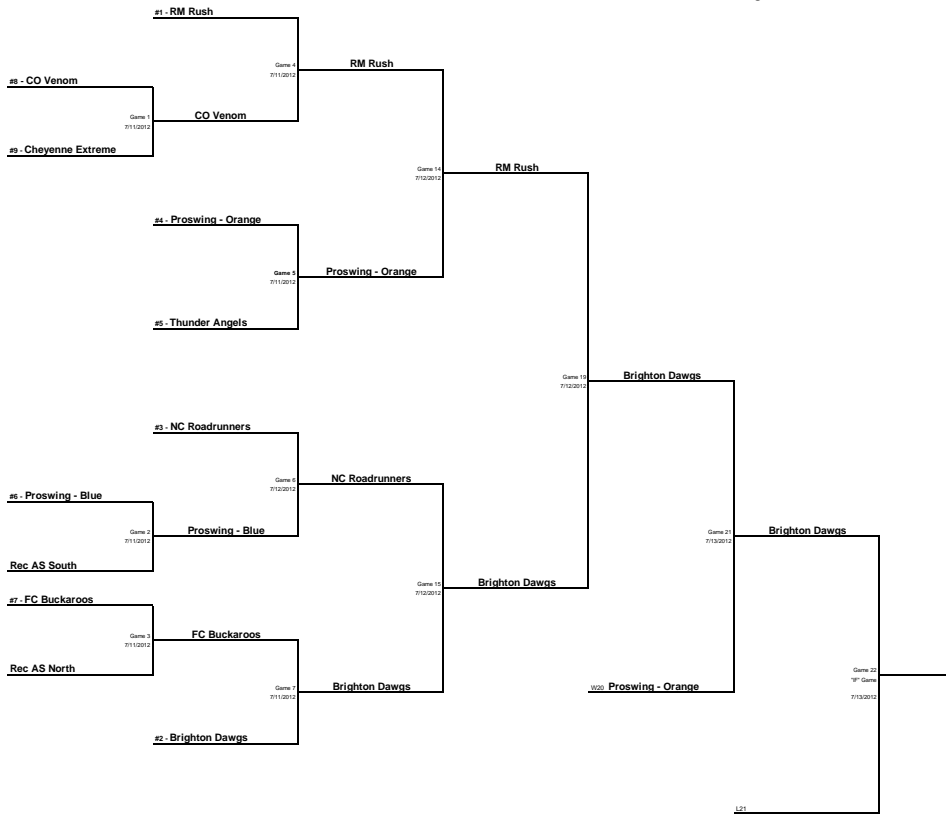 #1 - RM Rush
Game 4
7/11/2012
RM Rush
#8 - CO Venom
Game 1
7/11/2012
CO Venom
#9 - Cheyenne Extreme
Game 14
7/12/2012
RM Rush
#4 - Proswing - Orange
Game 5
7/11/2012
Proswing - Orange
#5 - Thunder Angels
Game 19
7/12/2012
Brighton Dawgs
#3 - NC Roadrunners
Game 6
7/12/2012
NC Roadrunners
#6 - Proswing - Blue
Game 2
7/11/2012
Proswing - Blue
Rec AS South
Game 21
7/13/2012
Brighton Dawgs
Game 15
7/12/2012
Brighton Dawgs
#7 - FC Buckaroos
Game 3
7/11/2012
FC Buckaroos
Rec AS North
Game 7
7/11/2012
Brighton Dawgs
#2 - Brighton Dawgs
W20 Proswing - Orange
Game 22
"IF" Game
7/13/2012
L21